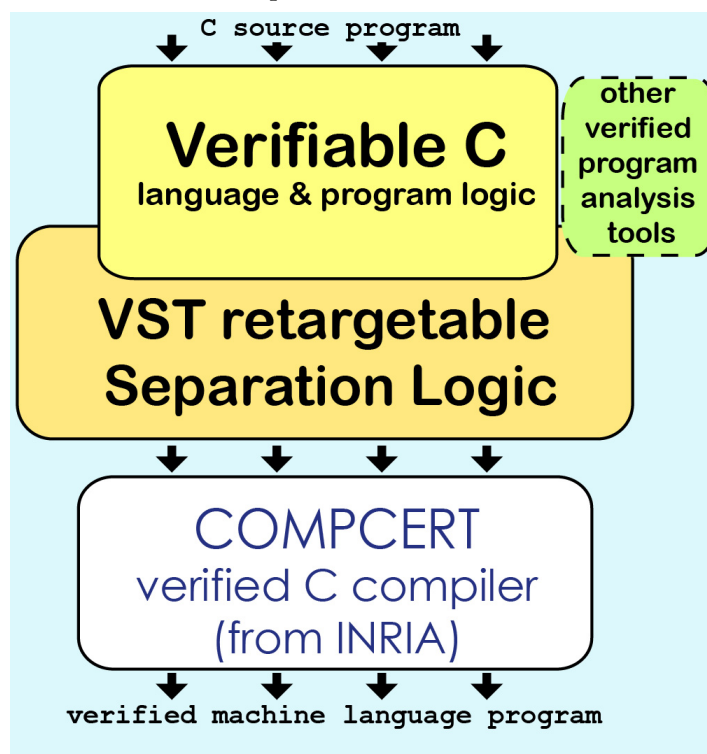 C source program
Verifiable C
language & program logic
other
verified
program
analysis
tools
VST retargetable
Separation Logic
COMPCERT
verified C compiler
(from INRIA)
verified machine language program